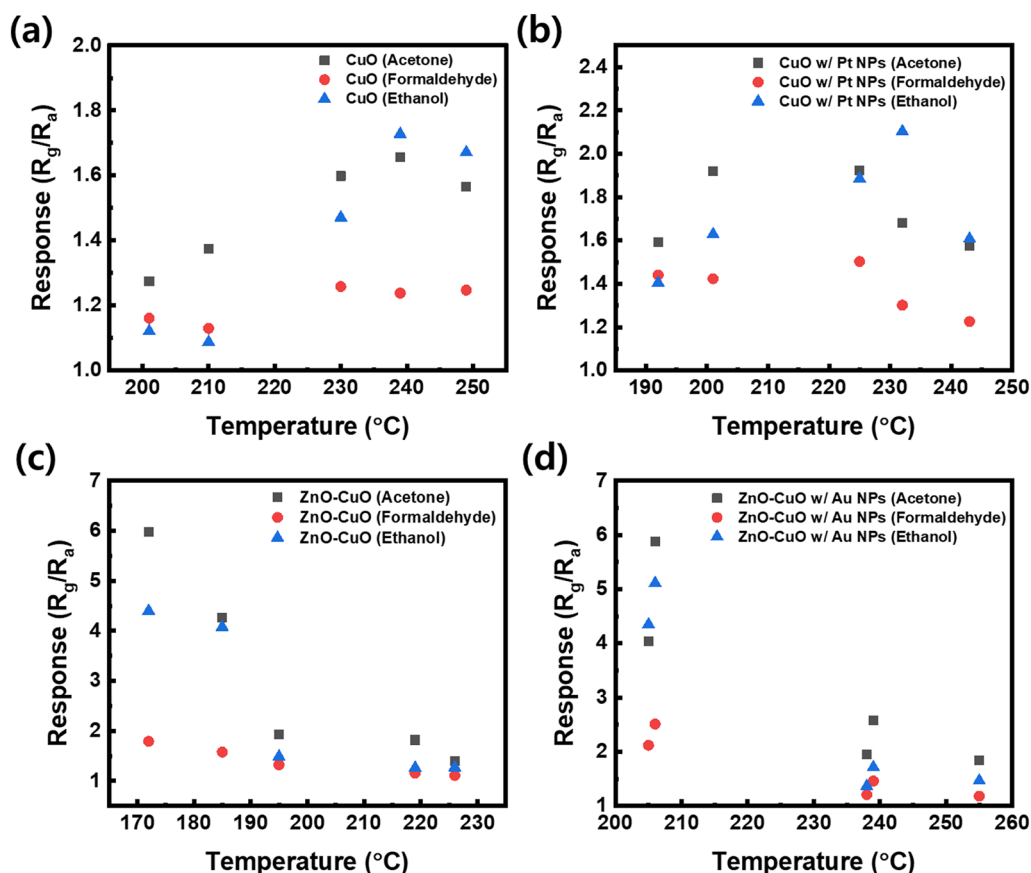 (a)
2.0
1.8
1.6
1.4
1.2
1.0
Response (Rg/Ra)
CuO (Acetone)
CuO (Formaldehyde)
CuO (Ethanol)
200 210 220 230 240 250
Temperature (°C)
(b)
2.4
2.2
2.0
1.8
1.6
1.4
1.2
1.0
Response (Rg/Ra)
CuO w/ Pt NPs (Acetone)
CuO w/ Pt NPs (Formaldehyde)
CuO w/ Pt NPs (Ethanol)
190 200 210 220 230 240 250
Temperature (°C)
(c)
7
6
5
4
3
2
1
Response (Rg/Ra)
ZnO-CuO (Acetone)
ZnO-CuO (Formaldehyde)
ZnO-CuO (Ethanol)
170 180 190 200 210 220 230
Temperature (°C)
(d)
7
6
5
4
3
2
1
Response (Rg/Ra)
ZnO-CuO w/ Au NPs (Acetone)
ZnO-CuO w/ Au NPs (Formaldehyde)
ZnO-CuO w/ Au NPs (Ethanol)
200 210 220 230 240 250 260
Temperature (°C)